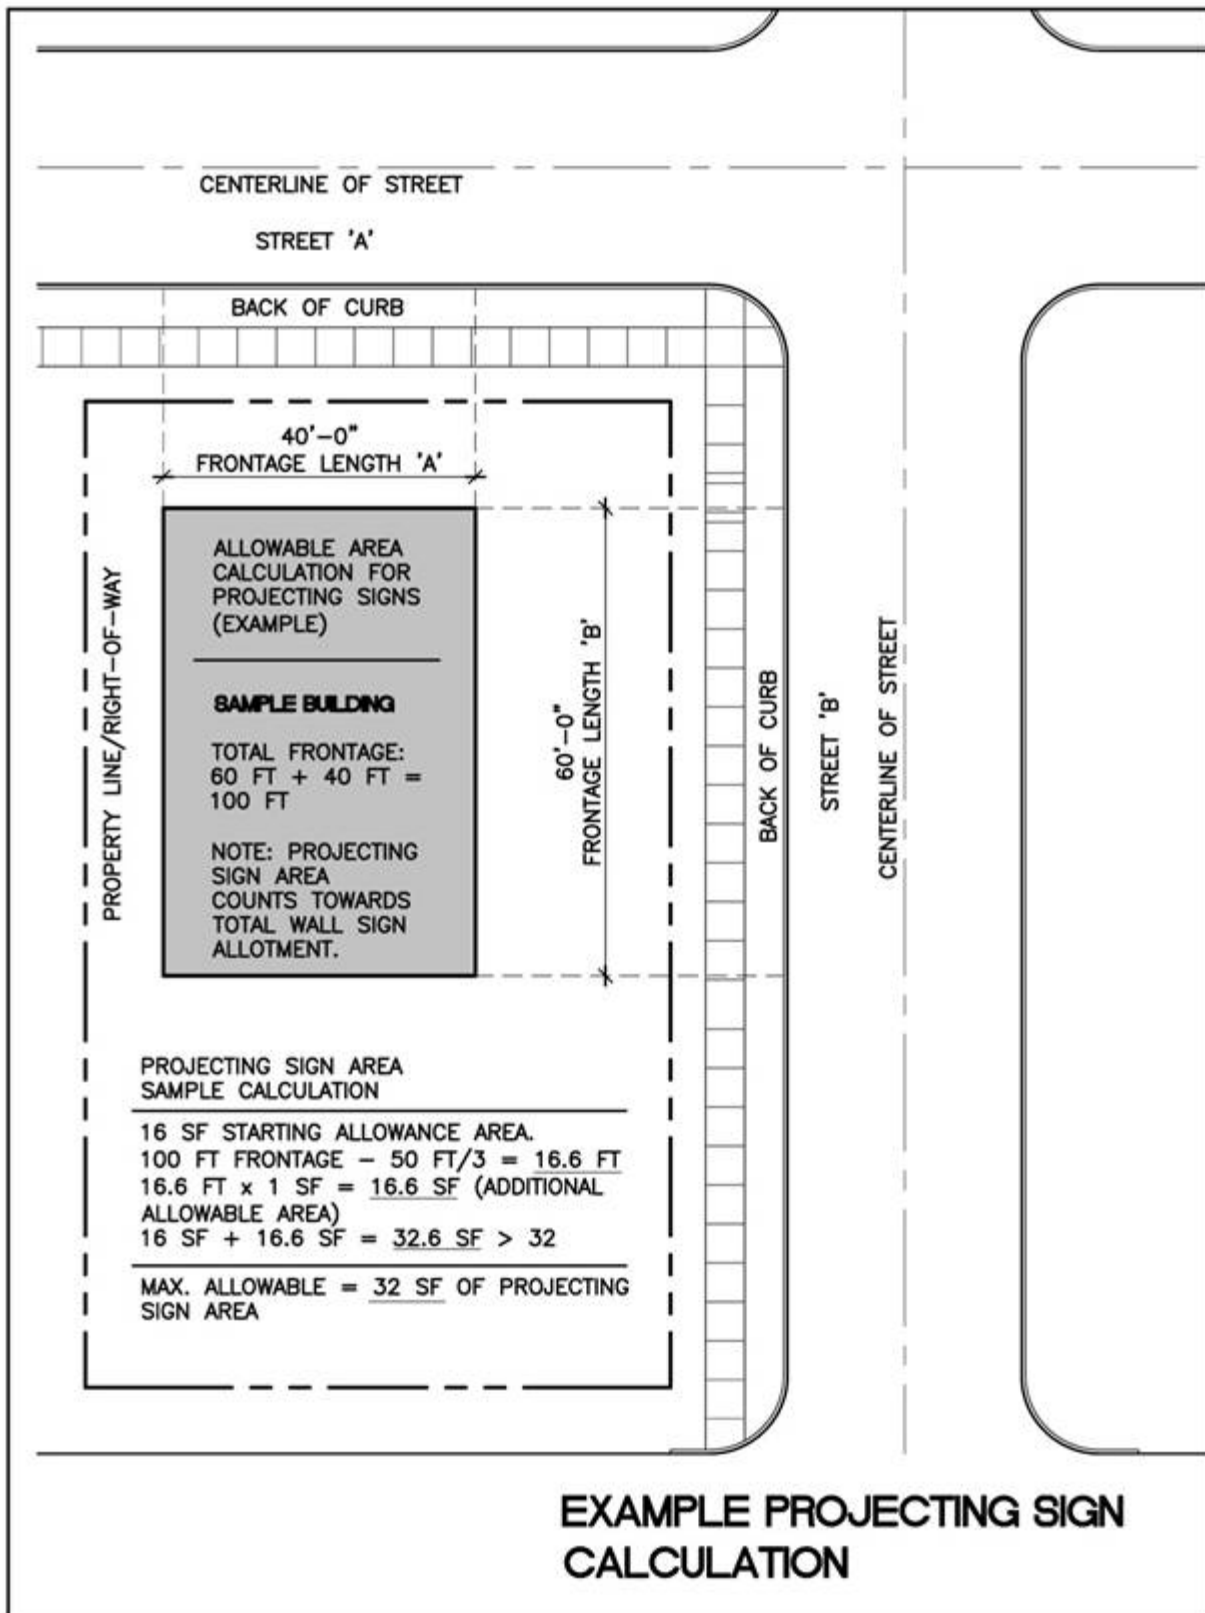 CENTERLINE OF STREET
STREET 'A'
BACK OF CURB
40'-0"
FRONTAGE LENGTH 'A'
ALLOWABLE AREA
CALCULATION FOR
PROJECTING SIGNS
(EXAMPLE)
SAMPLE BUILDING
TOTAL FRONTAGE:
60 FT + 40 FT =
100 FT
NOTE: PROJECTING
SIGN AREA
COUNTS TOWARDS
TOTAL WALL SIGN
ALLOTMENT.
PROPERTY LINE/RIGHT-OF-WAY
60'-0"
FRONTAGE LENGTH 'B'
BACK OF CURB
STREET 'B'
CENTERLINE OF STREET
PROJECTING SIGN AREA
SAMPLE CALCULATION
16 SF STARTING ALLOWANCE AREA.
100 FT FRONTAGE - 50 FT/3 = 16.6 FT
16.6 FT x 1 SF = 16.6 SF (ADDITIONAL
ALLOWABLE AREA)
16 SF + 16.6 SF = 32.6 SF > 32
MAX. ALLOWABLE = 32 SF OF PROJECTING
SIGN AREA
EXAMPLE PROJECTING SIGN
CALCULATION